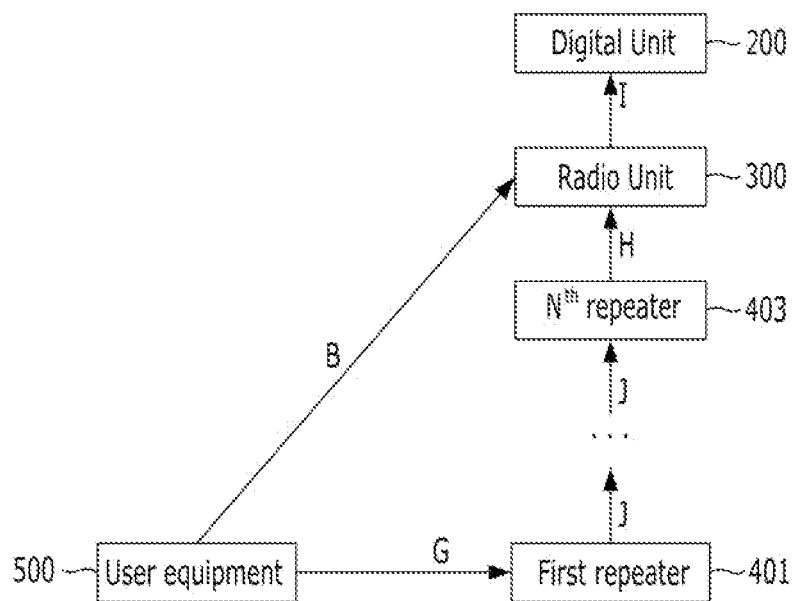 Digital Unit 200
I
Radio Unit 300
H
Nth repeater 403
B
J
...
J
500 User equipment
G
First repeater 401